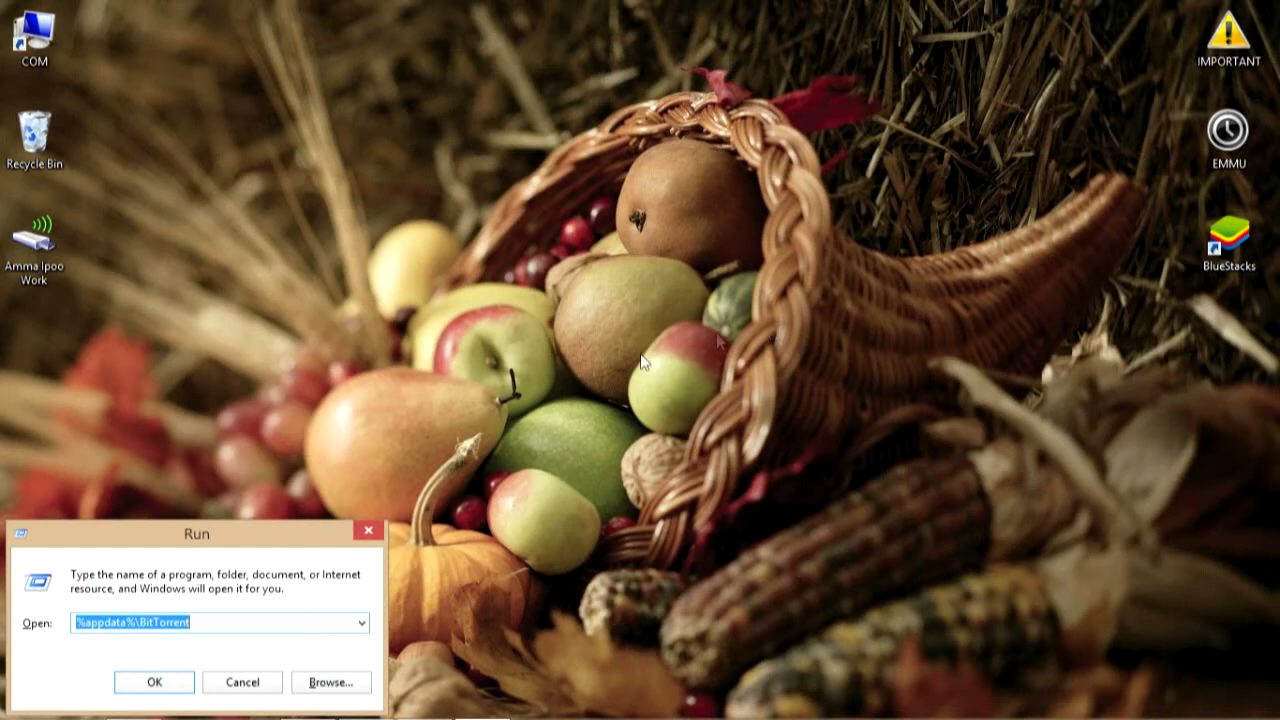 COM
Recycle Bin
Amma Ipoo
Work
IMPORTANT
EMMU
BlueStacks
Run
Type the name of a program, folder, document, or Internet
resource, and Windows will open it for you.
Open:
%appdata%\BitTorrent
OK
Cancel
Browse...